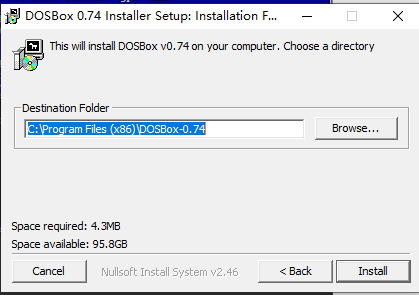 DOSBox 0.74 Installer Setup: Installation F...
This will install DOSBox v0.74 on your computer. Choose a directory
Destination Folder
C:\Program Files (x86)\DOSBox-0.74
Browse...
Space required: 4.3MB
Space available: 95.8GB
Cancel
Nullsoft Install System v2.46
< Back
Install